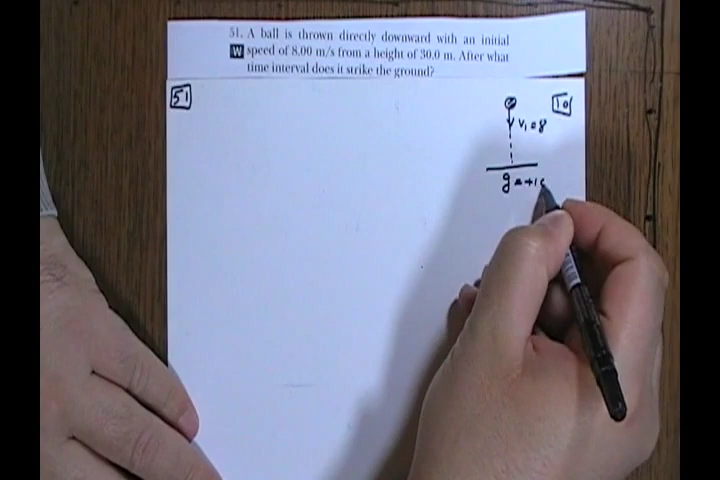 51. A ball is thrown directly downward with an initial
W speed of 8.00 m/s from a height of 30.0 m. After what
time interval does it strike the ground?
51
10
V₁ = 8
g = +10